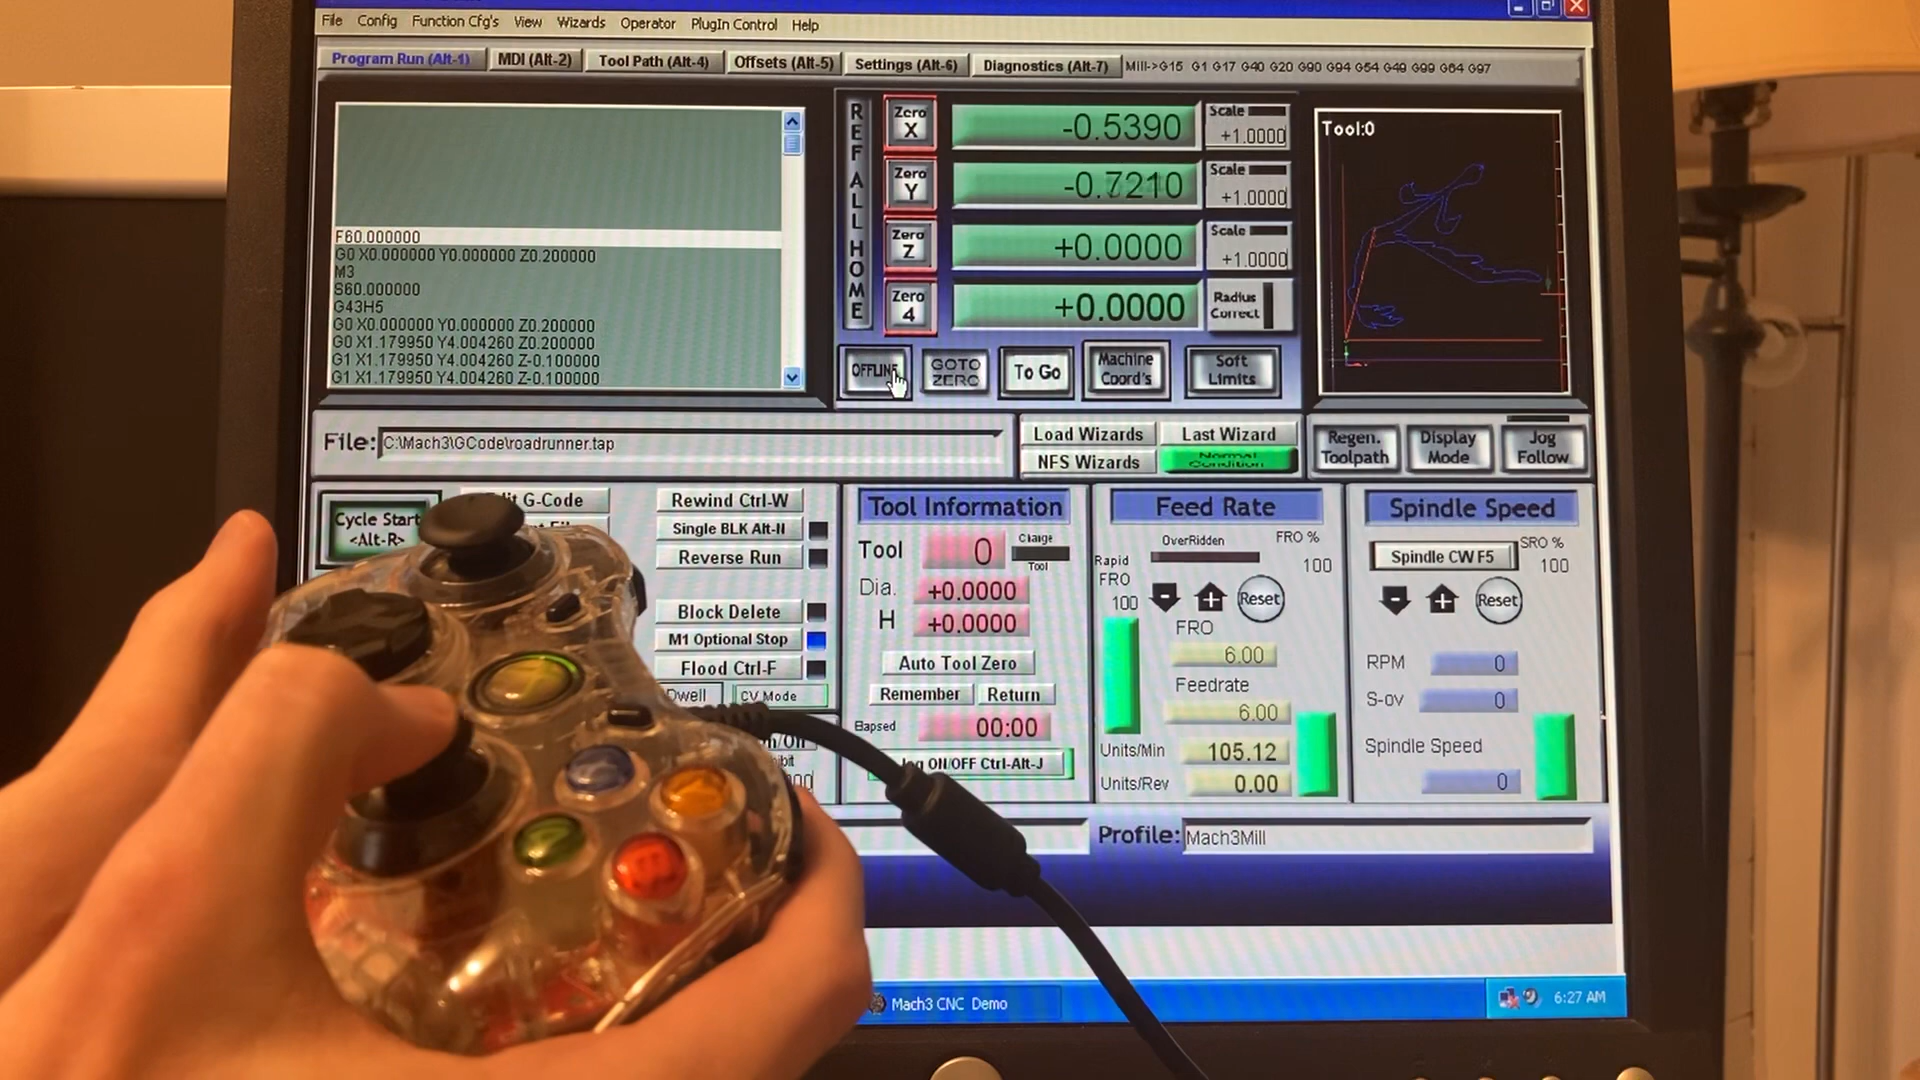 File Config Function Cfg's View Wizards Operator PlugIn Control Help
Program Run (Alt-1) MDI (Alt-2) Tool Path (Alt-4) Offsets (Alt-5) Settings (Alt-6) Diagnostics (Alt-7) Mill->G15 G1 G17 G40 G20 G90 G94 G54 G49 G99 G64 G97
F60.000000
G0 X0.000000 Y0.000000 Z0.200000
M3
S60.000000
G43H5
G0 X0.000000 Y0.000000 Z0.200000
G0 X1.179950 Y4.004260 Z0.200000
G1 X1.179950 Y4.004260 Z-0.100000
G1 X1.179950 Y4.004260 Z-0.100000
REF ALL HOME
Zero X -0.5390 Scale +1.0000
Zero Y -0.7210 Scale +1.0000
Zero Z +0.0000 Scale +1.0000
Zero 4 +0.0000 Radius Correct
OFFLINE GOTO ZERO To Go Machine Coord's Soft Limits
Tool:0
File: C:\Mach3\GCode\roadrunner.tap
Load Wizards Last Wizard
NFS Wizards Normal Condition
Regen. Toolpath Display Mode Jog Follow
Cycle Start <Alt-R>
G-Code
Rewind Ctrl-W
Single BLK Alt-N
Reverse Run
Block Delete
M1 Optional Stop
Flood Ctrl-F
Dwell CV Mode
On/Off
Tool Information
Tool 0 Change Tool
Dia. +0.0000
H +0.0000
Auto Tool Zero
Remember Return
Elapsed 00:00
ON/OFF Ctrl-Alt-J
Feed Rate
OverRidden FRO % 100
Rapid FRO 100 Reset
FRO
6.00
Feedrate
6.00
Units/Min 105.12
Units/Rev 0.00
Spindle Speed
Spindle CW F5 SRO % 100
Reset
RPM 0
S-ov 0
Spindle Speed
0
Profile: Mach3Mill
Mach3 CNC Demo
6:27 AM